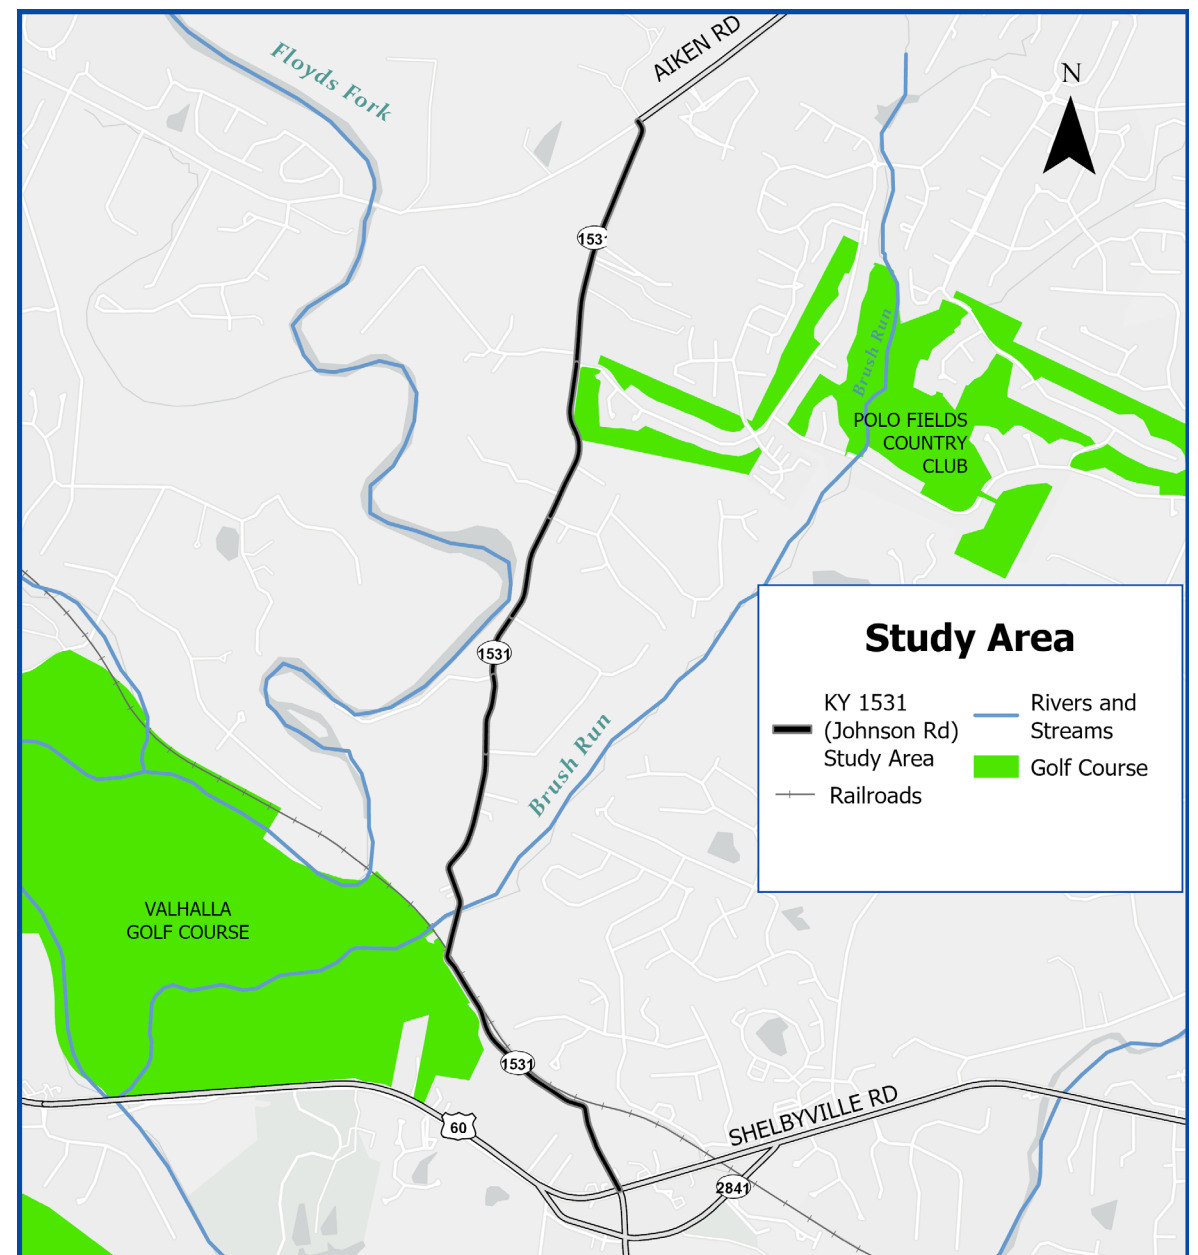 AIKEN RD
Floyds Fork
N
1531
Brush Run
POLO FIELDS
COUNTRY
CLUB
Study Area
KY 1531
(Johnson Rd)
Study Area
Rivers and
Streams
Golf Course
Railroads
1531
Brush Run
VALHALLA
GOLF COURSE
1531
SHELBYVILLE RD
60
2841